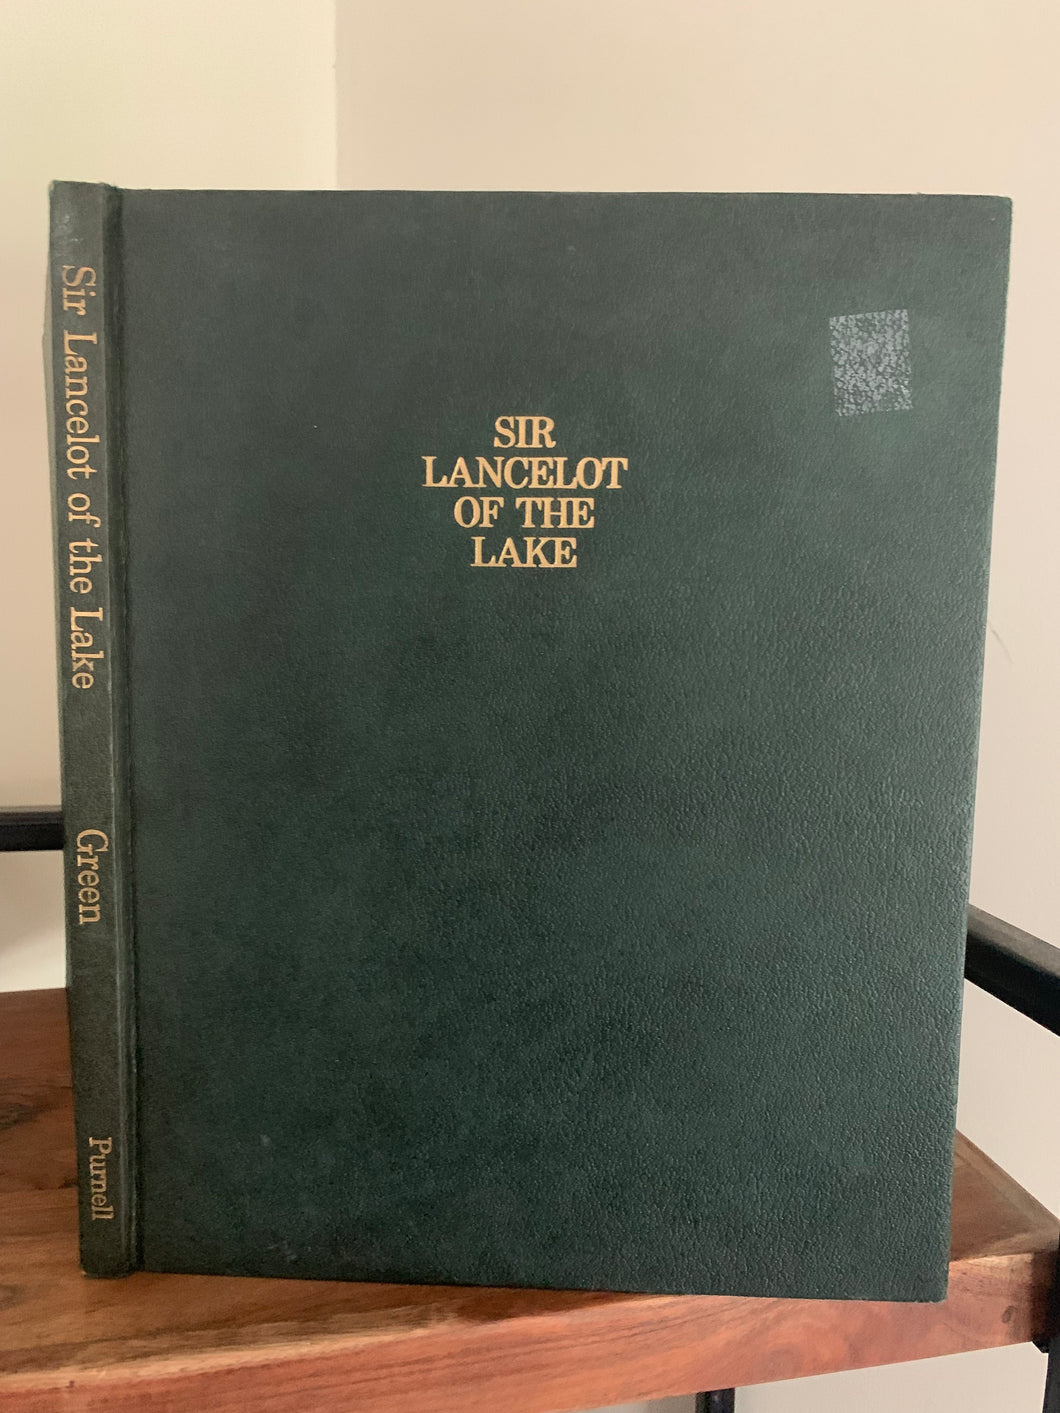 Sir Lancelot of the Lake Green Purnell
SIR
LANCELOT
OF THE
LAKE